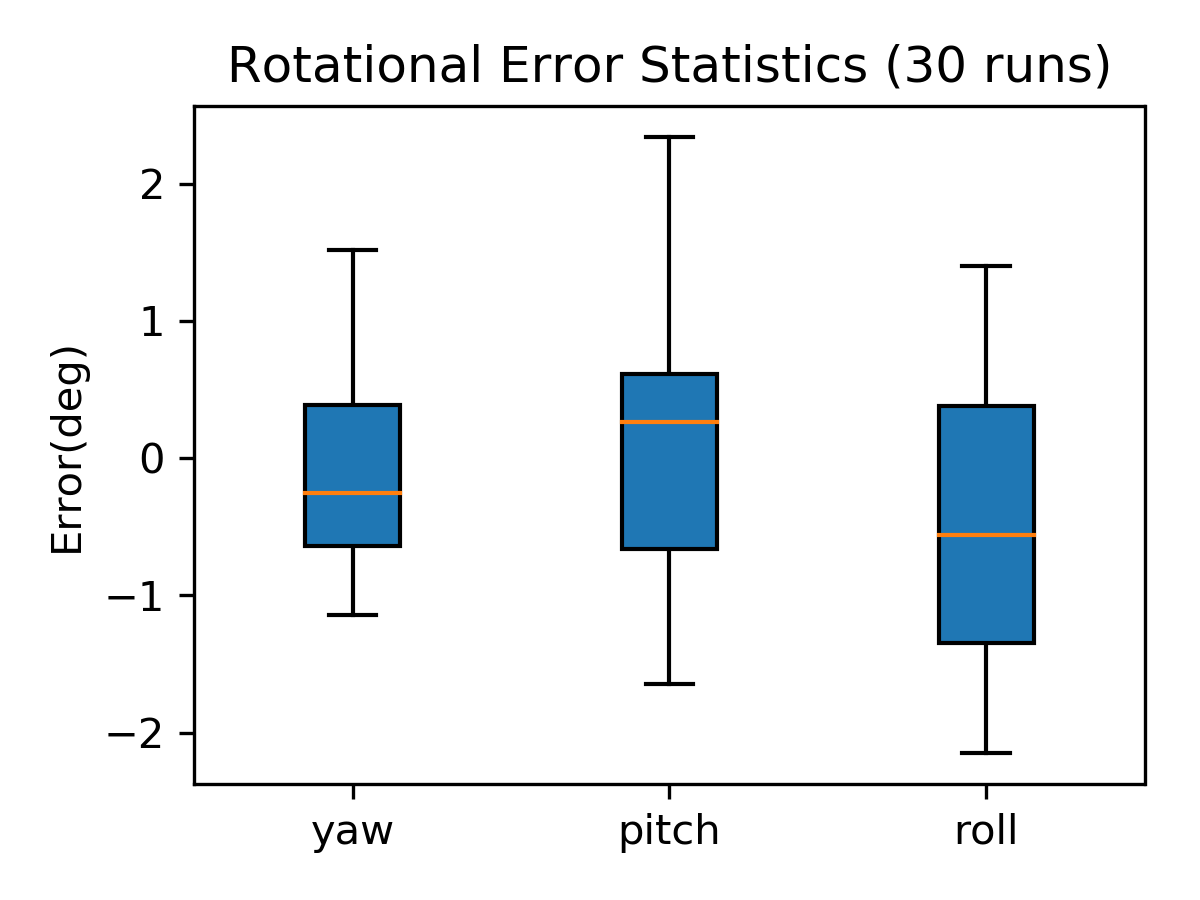 Rotational Error Statistics (30 runs)
Error(deg)
2
1
0
−1
−2
yaw pitch roll